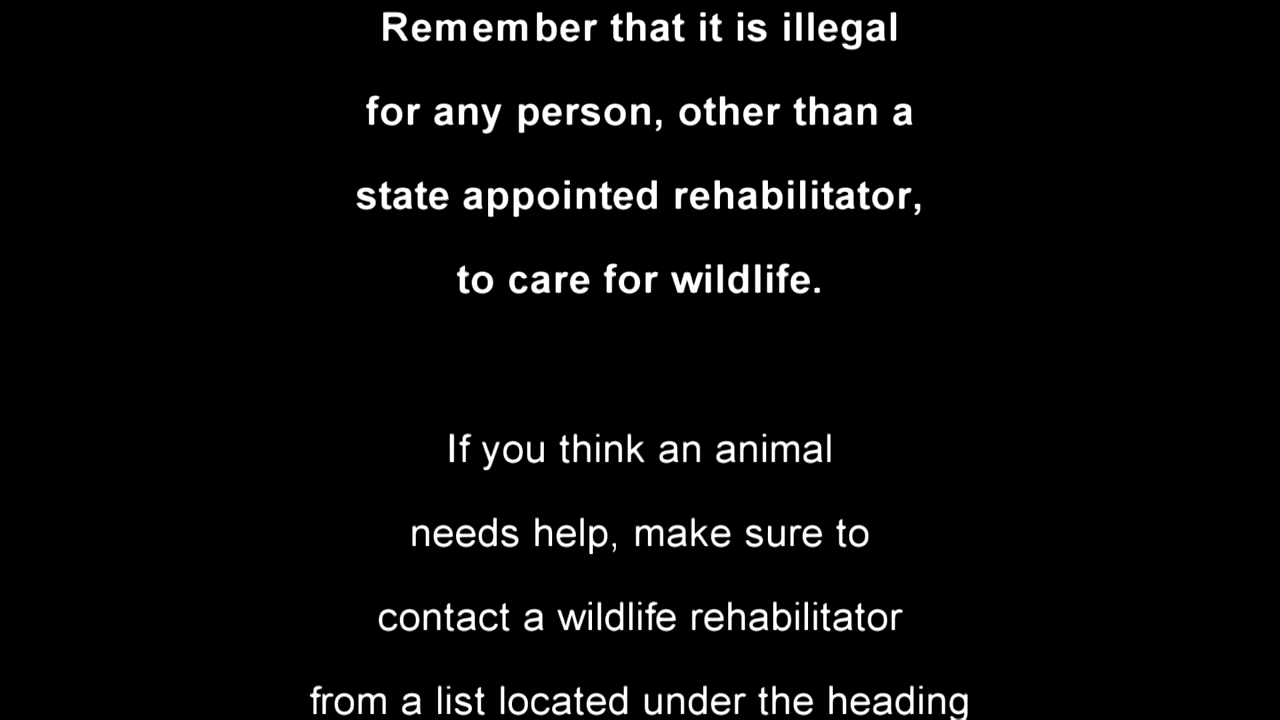 Remember that it is illegal
for any person, other than a
state appointed rehabilitator,
to care for wildlife.
If you think an animal
needs help, make sure to
contact a wildlife rehabilitator
from a list located under the heading